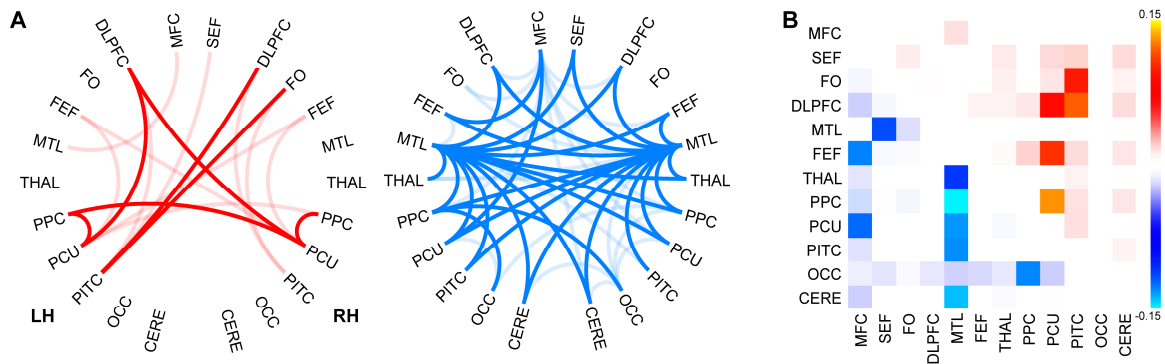 A
DLPFC
MFC
SEF
DLPFC
FO
FO
FEF
FEF
MTL
MTL
THAL
THAL
PPC
PPC
PCU
PCU
PITC
PITC
OCC
OCC
CERE
CERE
LH
RH
DLPFC
MFC
SEF
DLPFC
FO
FO
FEF
FEF
MTL
MTL
THAL
THAL
PPC
PPC
PCU
PCU
PITC
PITC
OCC
OCC
CERE
CERE
B
0.15
MFC
SEF
FO
DLPFC
MTL
FEF
THAL
PPC
PCU
PITC
OCC
CERE
-0.15
MFC
SEF
FO
DLPFC
MTL
FEF
THAL
PPC
PCU
PITC
OCC
CERE